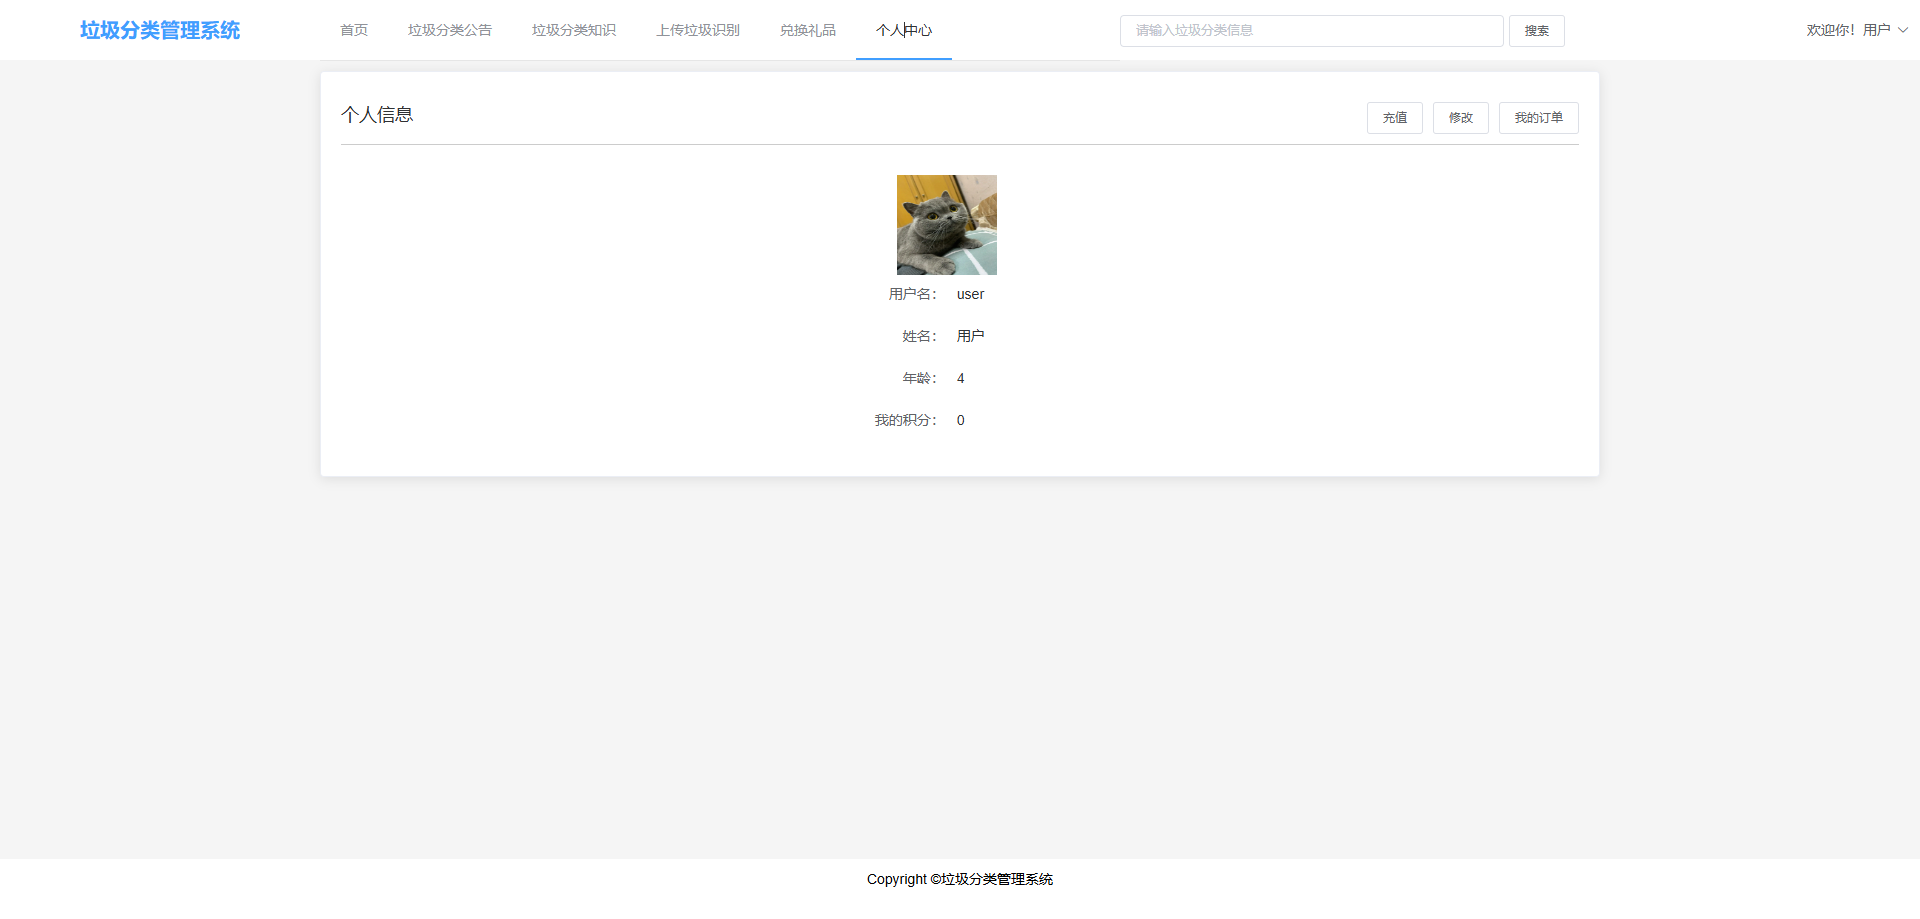 垃圾分类管理系统
首页 垃圾分类公告 垃圾分类知识 上传垃圾识别 兑换礼品 个人中心
请输入垃圾分类信息 搜索
欢迎你！用户
个人信息
充值 修改 我的订单
用户名： user
姓名： 用户
年龄： 4
我的积分： 0
Copyright ©垃圾分类管理系统